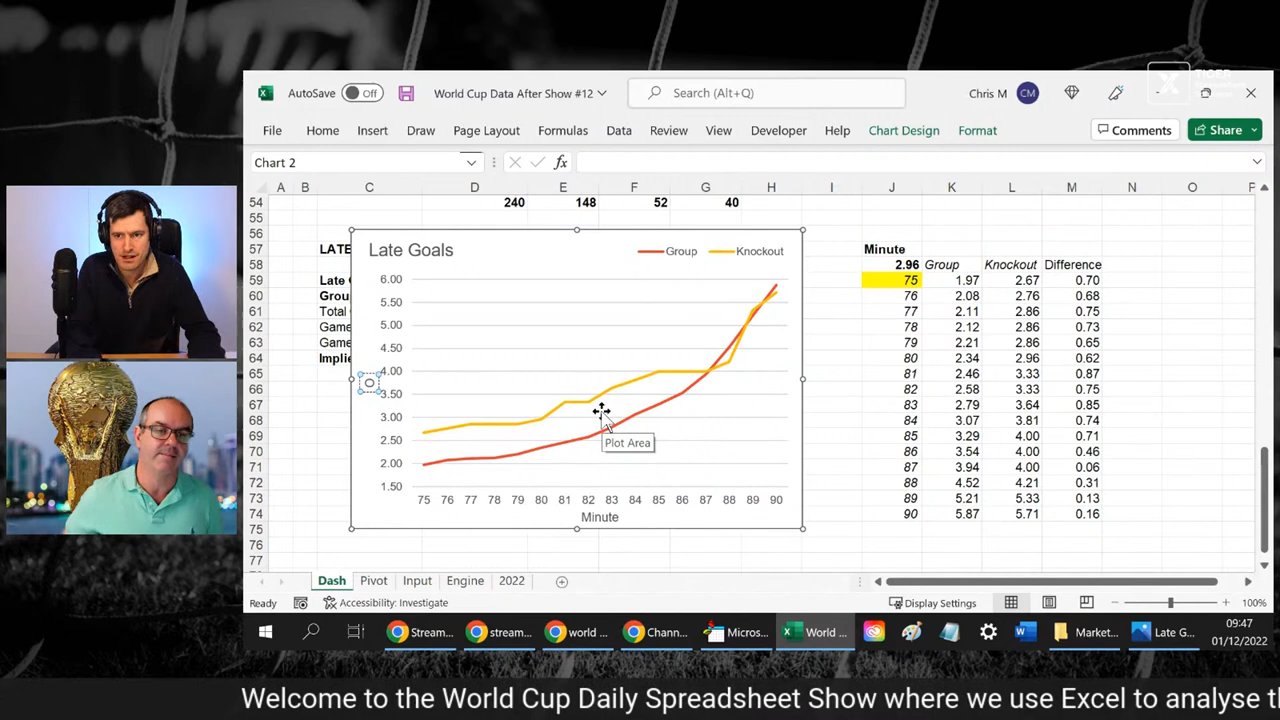 TIGER
AutoSave Off World Cup Data After Show #12 Search (Alt+Q) Chris M CM
File Home Insert Draw Page Layout Formulas Data Review View Developer Help Chart Design Format Comments Share
Chart 2 fx
A B C D E F G H I J K L M N O F
54 240 148 52 40
55
56
57 LATE Minute
58 2.96 Group Knockout Difference
59 Late 75 1.97 2.67 0.70
60 Grou 76 2.08 2.76 0.68
61 Total 77 2.11 2.86 0.75
62 Game 78 2.12 2.86 0.73
63 Game 79 2.21 2.86 0.65
64 Implie 80 2.34 2.96 0.62
65 81 2.46 3.33 0.87
66 82 2.58 3.33 0.75
67 83 2.79 3.64 0.85
68 84 3.07 3.81 0.74
69 85 3.29 4.00 0.71
70 86 3.54 4.00 0.46
71 87 3.94 4.00 0.06
72 88 4.52 4.21 0.31
73 89 5.21 5.33 0.13
74 90 5.87 5.71 0.16
75
76
77
Late Goals Group Knockout
6.00
5.50
5.00
4.50
4.00
3.50
3.00
2.50
2.00
1.50
75 76 77 78 79 80 81 82 83 84 85 86 87 88 89 90
Minute
Plot Area
Dash Pivot Input Engine 2022
Ready Accessibility: Investigate Display Settings 100%
Stream... stream... world ... Chann... Micros... World ... Market... Late G... 09:47
01/12/2022
Welcome to the World Cup Daily Spreadsheet Show where we use Excel to analyse t